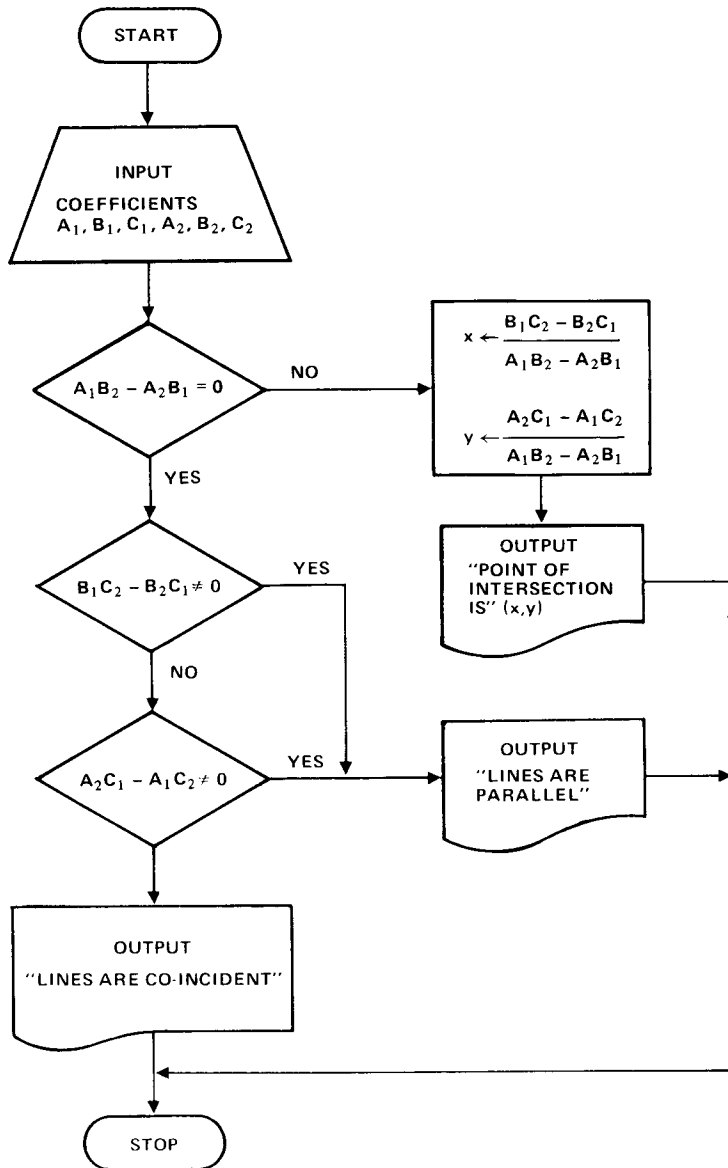 START
INPUT
COEFFICIENTS
A₁, B₁, C₁, A₂, B₂, C₂
A₁B₂ − A₂B₁ = 0
NO
x ← (B₁C₂ − B₂C₁) / (A₁B₂ − A₂B₁)
y ← (A₂C₁ − A₁C₂) / (A₁B₂ − A₂B₁)
YES
OUTPUT
"POINT OF
INTERSECTION
IS" (x,y)
B₁C₂ − B₂C₁ ≠ 0
YES
NO
A₂C₁ − A₁C₂ ≠ 0
YES
OUTPUT
"LINES ARE
PARALLEL"
OUTPUT
"LINES ARE CO-INCIDENT"
STOP